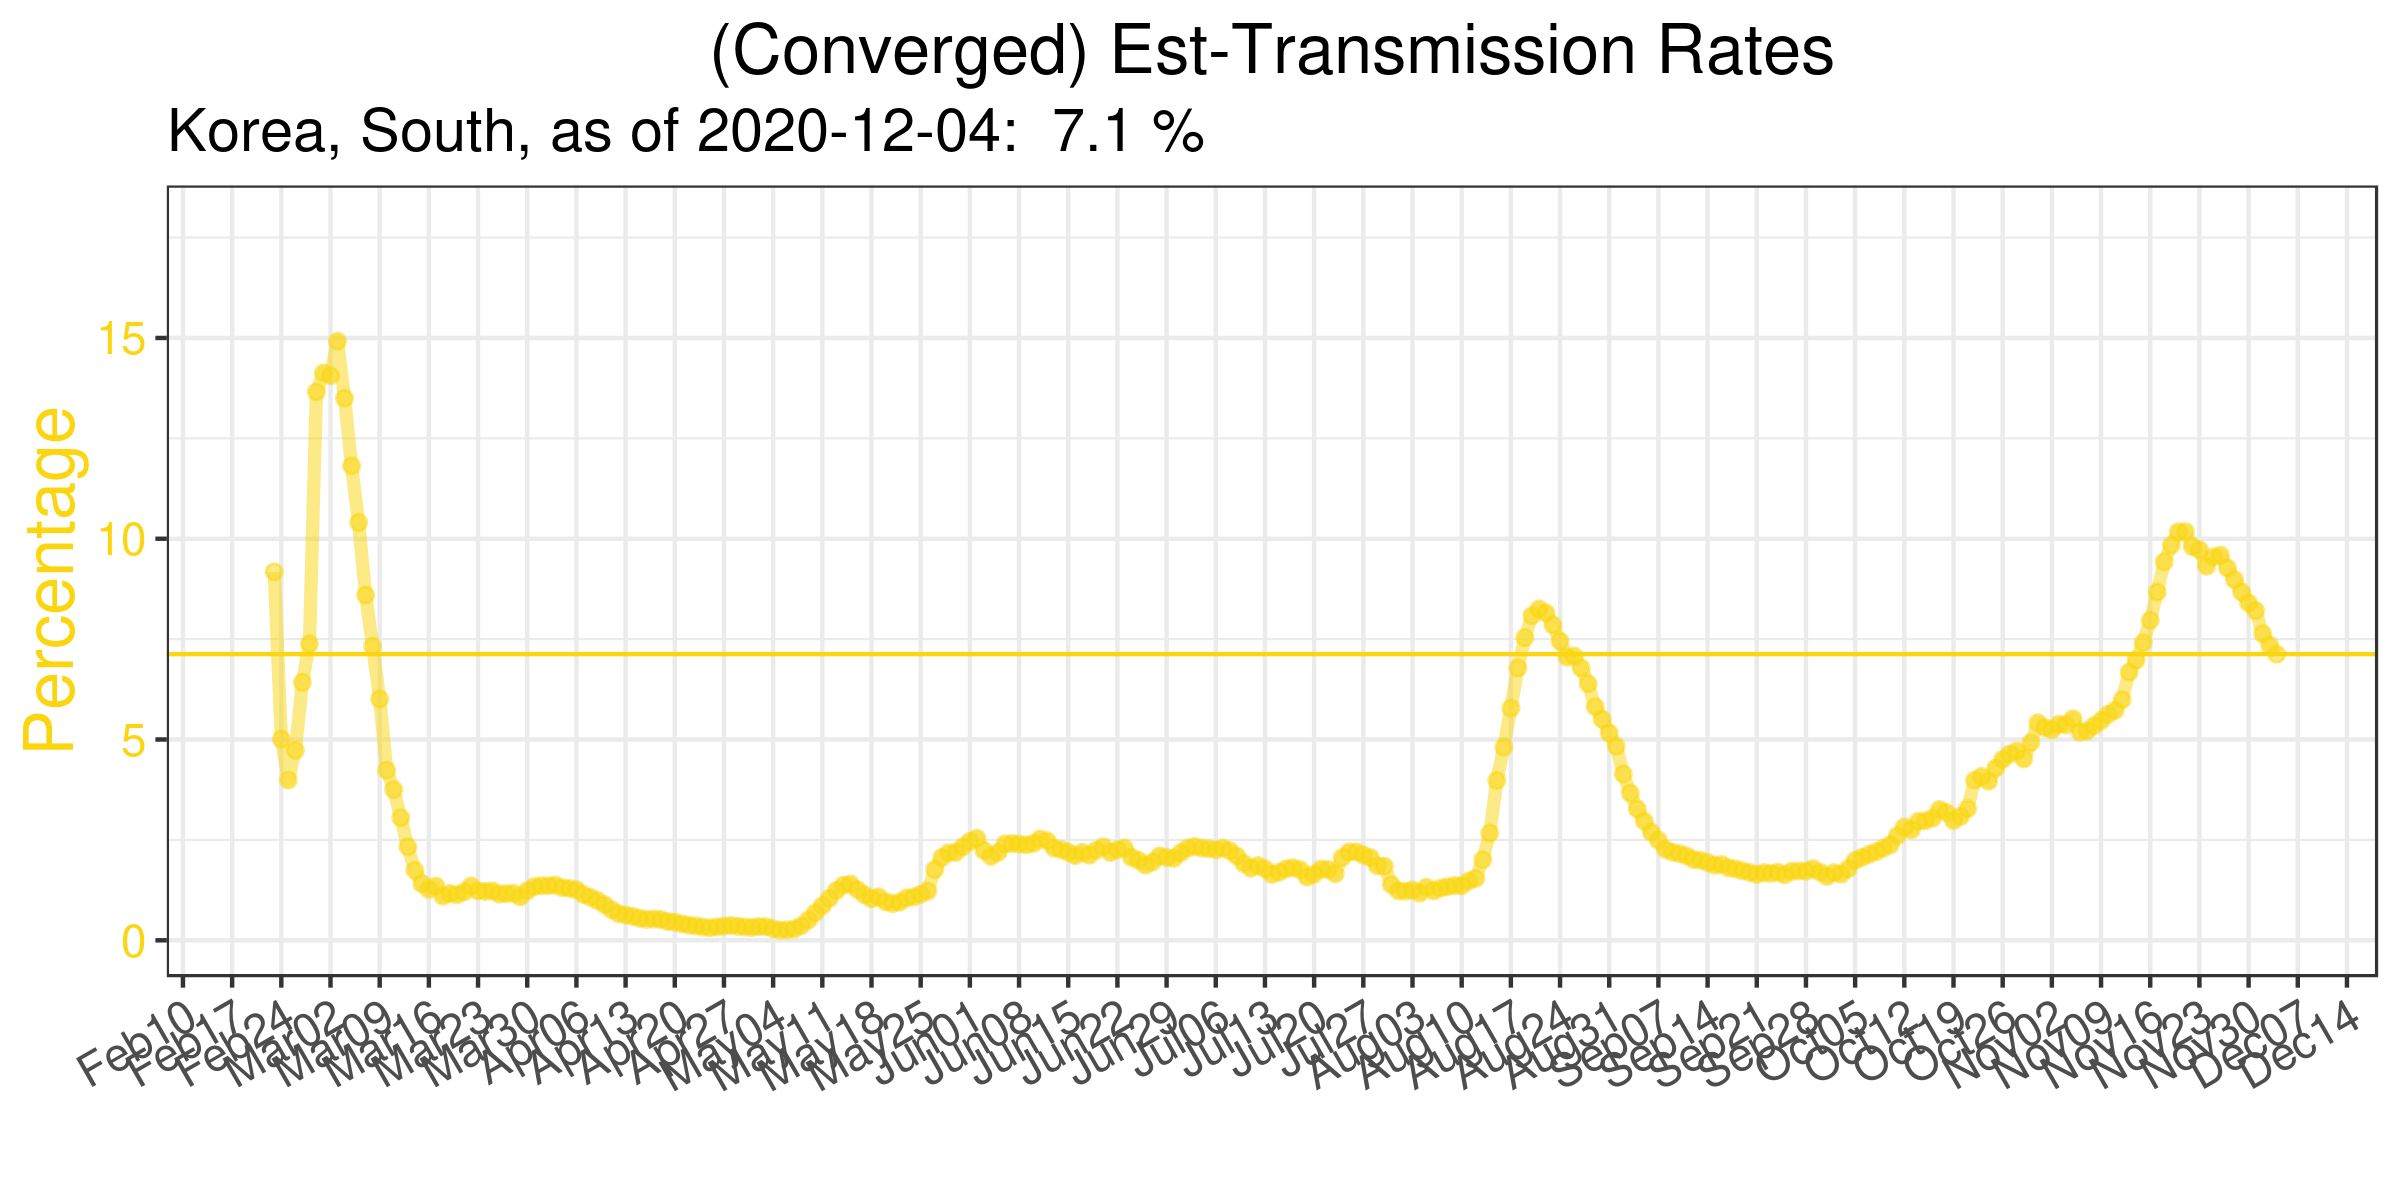 (Converged) Est-Transmission Rates
Korea, South, as of 2020-12-04:  7.1 %
Percentage
15
10
5
0
Feb10
Feb17
Feb24
Mar02
Mar09
Mar16
Mar23
Mar30
Apr06
Apr13
Apr20
Apr27
May04
May11
May18
May25
Jun01
Jun08
Jun15
Jun22
Jun29
Jul06
Jul13
Jul20
Jul27
Aug03
Aug10
Aug17
Aug24
Aug31
Sep07
Sep14
Sep21
Sep28
Oct05
Oct12
Oct19
Oct26
Nov02
Nov09
Nov16
Nov23
Nov30
Dec07
Dec14